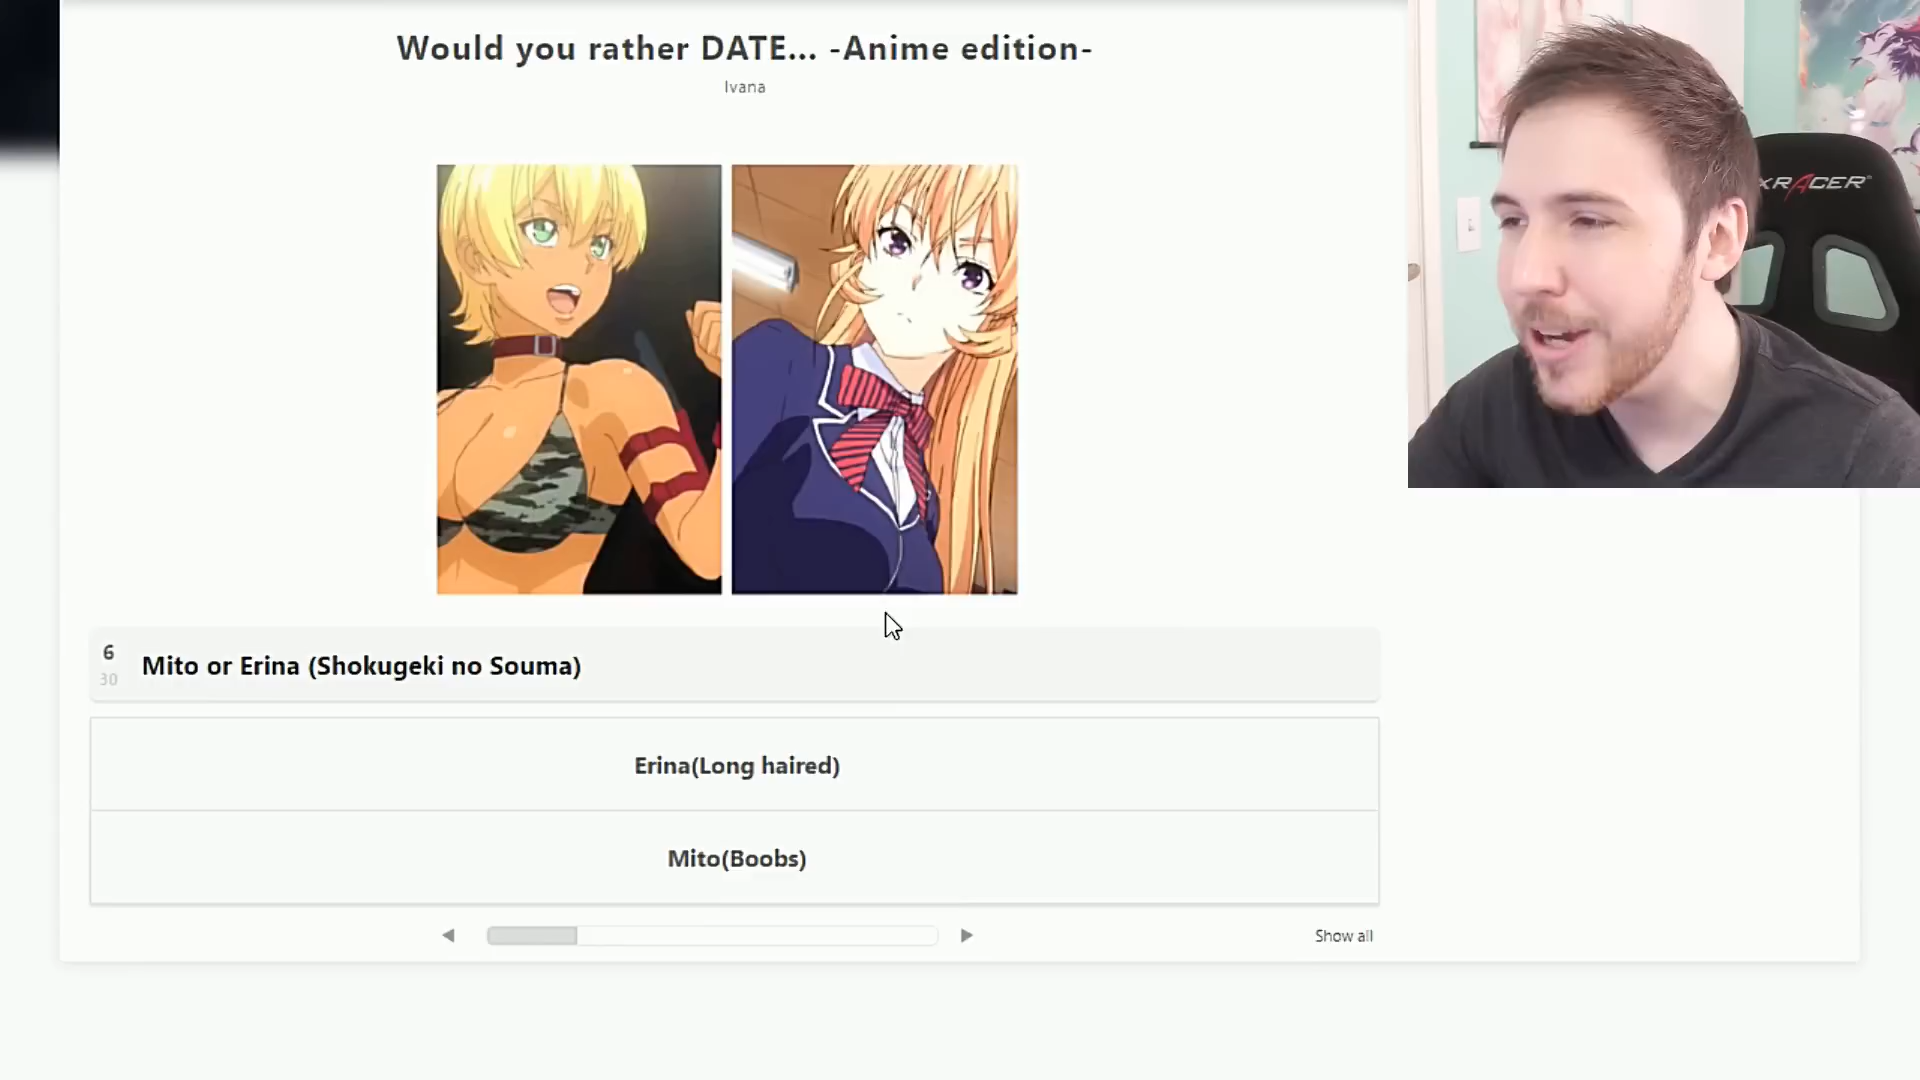 Would you rather DATE... -Anime edition-
Ivana
XRACER
6
30
Mito or Erina (Shokugeki no Souma)
Erina(Long haired)
Mito(Boobs)
Show all